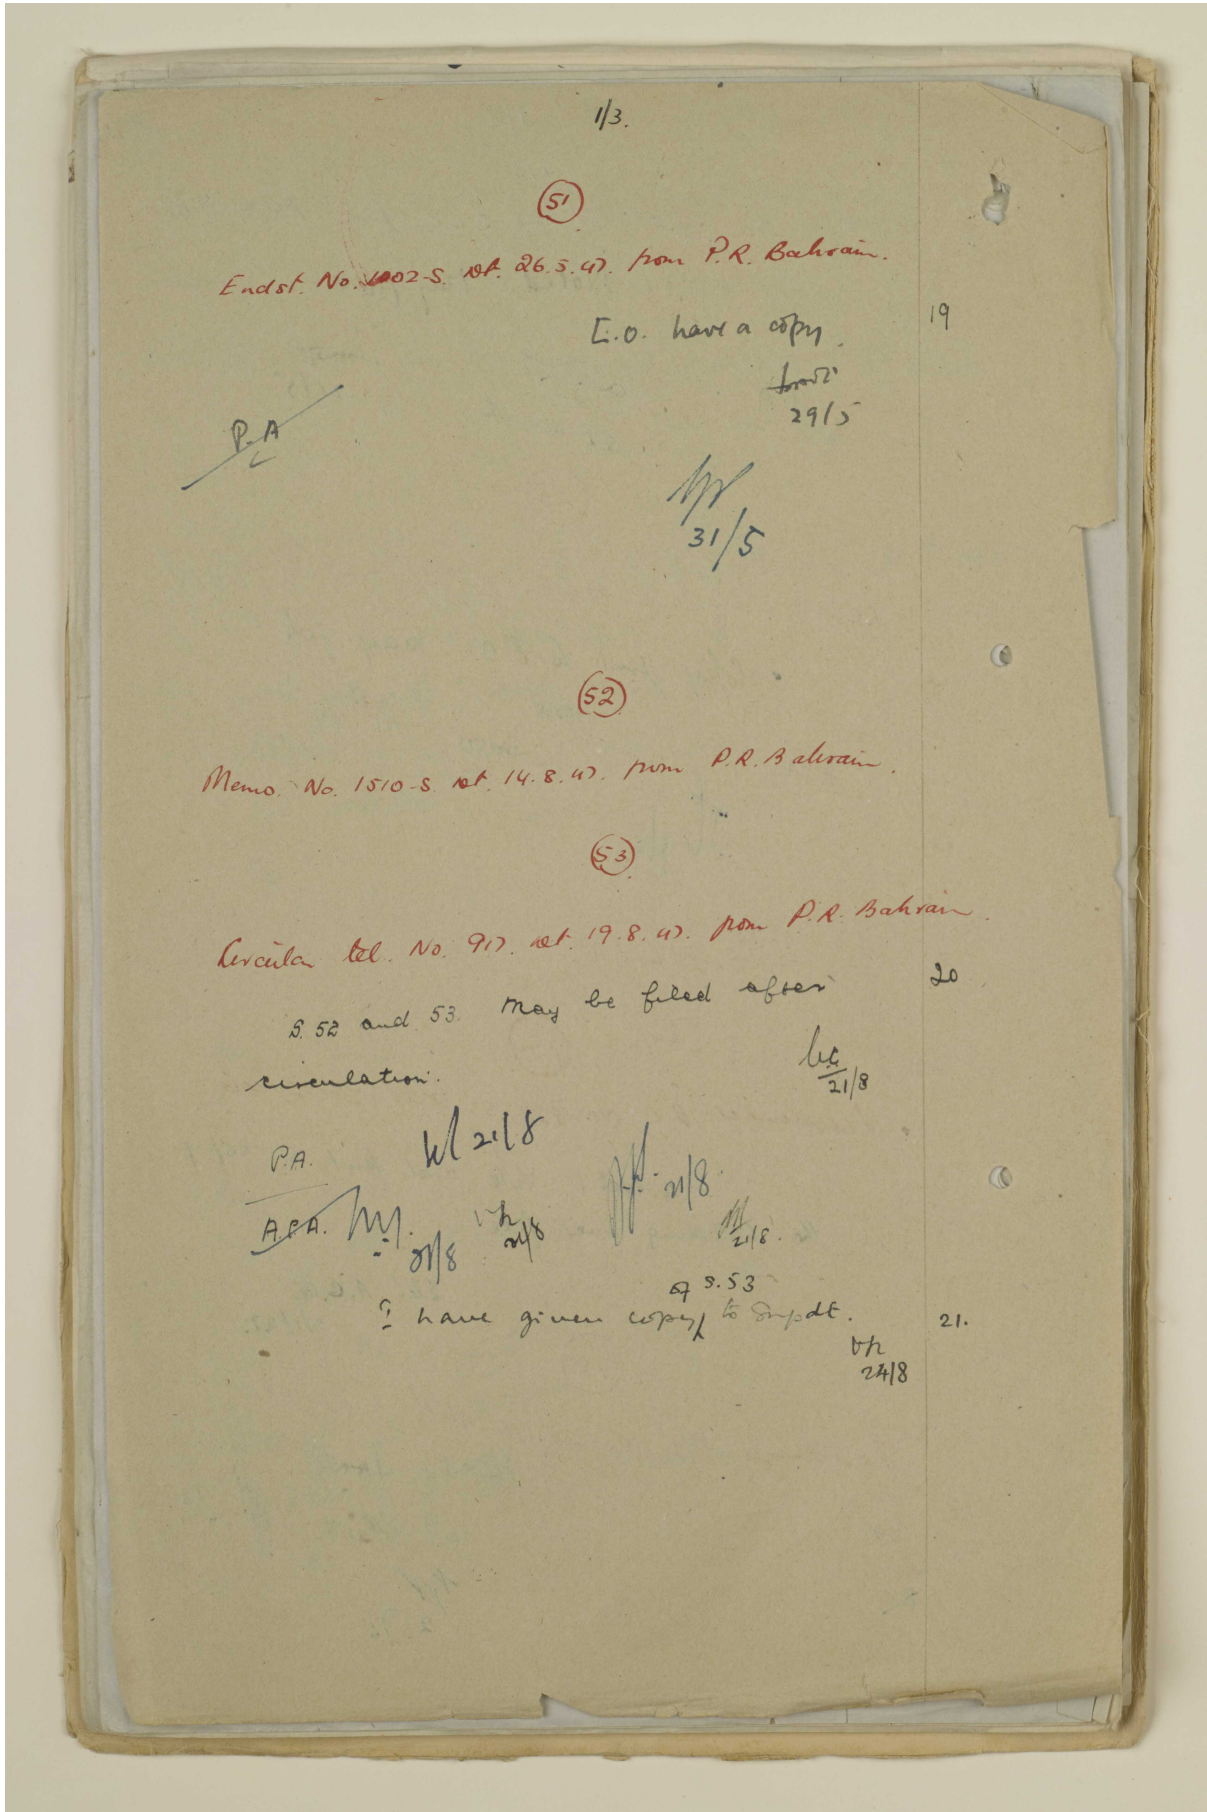 1/3.
51
Endst. No. 1002-S. dt. 26.5.47. from P.R. Bahrain.
I.O. have a copy. 19
29/5
P.A
31/5
52
Memo. No. 1510-S. dt. 14.8.47. from P.R. Bahrain.
53
Circular tel. No. 917. dt. 19.8.47. from P.R. Bahrain.
S. 52 and 53. May be filed after 20
circulation.
21/8
P.A. 21/8
21/8
A.P.A. 21/8 21/8
21/8.
of S.53
? have given copy to Supdt. 21.
24/8